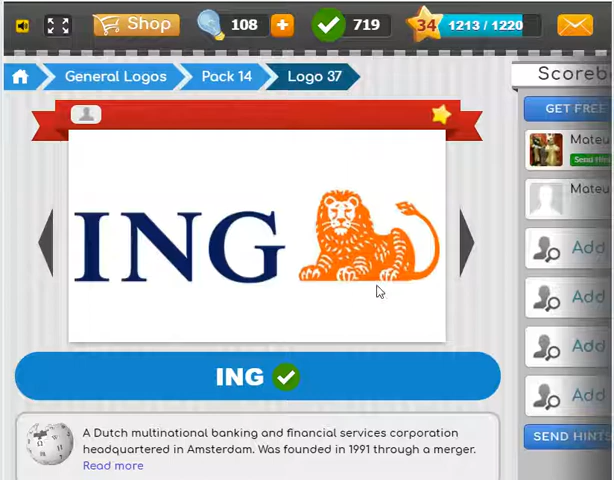 Shop 108 719 34 1213 / 1220
General Logos Pack 14 Logo 37
Scoreb
GET FREE
Mateu
Send Hin
Mateu
Add
Add
Add
Add
SEND HINTS
ING
ING
A Dutch multinational banking and financial services corporation
headquartered in Amsterdam. Was founded in 1991 through a merger.
Read more